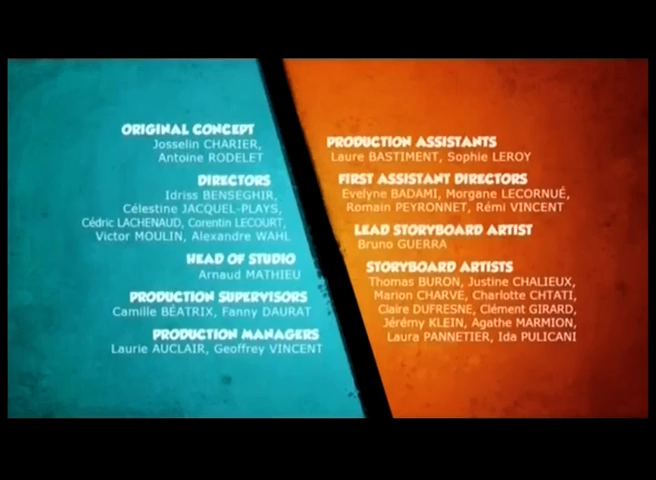 ORIGINAL CONCEPT
Josselin CHARIER,
Antoine RODELET
DIRECTORS
Idriss BENSEGHIR,
Célestine JACQUEL-PLAYS,
Cédric LACHENAUD, Corentin LECOURT,
Victor MOULIN, Alexandre WAHL
HEAD OF STUDIO
Arnaud MATHIEU
PRODUCTION SUPERVISORS
Camille BÉATRIX, Fanny DAURAT
PRODUCTION MANAGERS
Laurie AUCLAIR, Geoffrey VINCENT
PRODUCTION ASSISTANTS
Laure BASTIMENT, Sophie LEROY
FIRST ASSISTANT DIRECTORS
Evelyne BADAMI, Morgane LECORNUÉ,
Romain PEYRONNET, Rémi VINCENT
LEAD STORYBOARD ARTIST
Bruno GUERRA
STORYBOARD ARTISTS
Thomas BURON, Justine CHALIEUX,
Marion CHARVE, Charlotte CHTATI,
Claire DUFRESNE, Clément GIRARD,
Jérémy KLEIN, Agathe MARMION,
Laura PANNETIER, Ida PULICANI